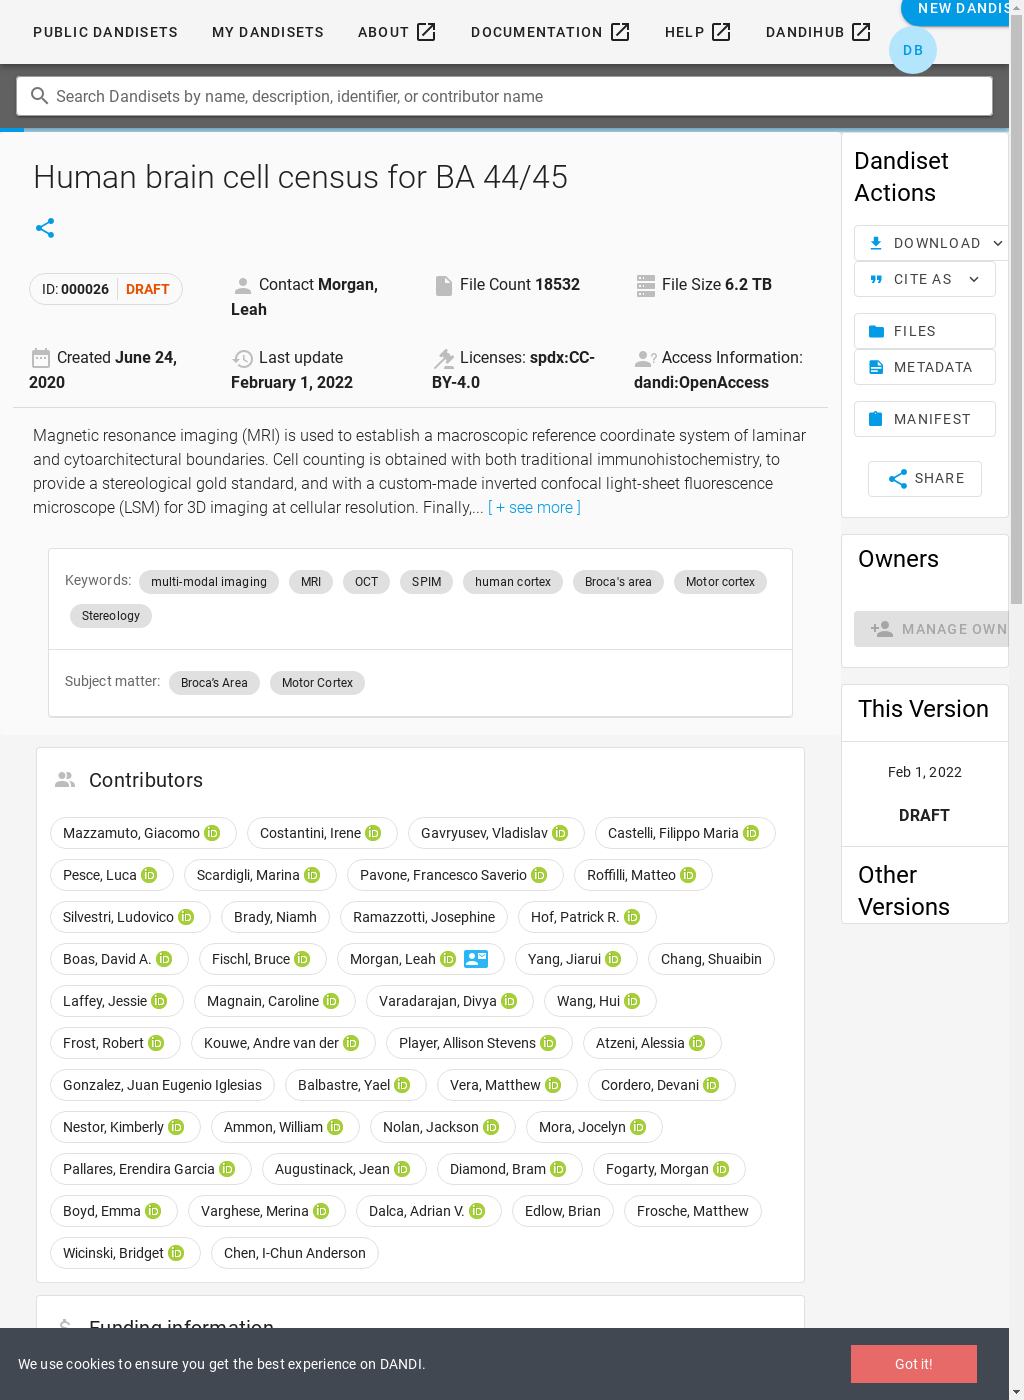 PUBLIC DANDISETS MY DANDISETS ABOUT DOCUMENTATION HELP DANDIHUB NEW DANDIS
DB
Search Dandisets by name, description, identifier, or contributor name
Human brain cell census for BA 44/45
ID: 000026 DRAFT
Contact Morgan, Leah
File Count 18532
File Size 6.2 TB
Created June 24, 2020
Last update February 1, 2022
Licenses: spdx:CC-BY-4.0
Access Information: dandi:OpenAccess
Magnetic resonance imaging (MRI) is used to establish a macroscopic reference coordinate system of laminar
and cytoarchitectural boundaries. Cell counting is obtained with both traditional immunohistochemistry, to
provide a stereological gold standard, and with a custom-made inverted confocal light-sheet fluorescence
microscope (LSM) for 3D imaging at cellular resolution. Finally,... [ + see more ]
Keywords: multi-modal imaging MRI OCT SPIM human cortex Broca's area Motor cortex
Stereology
Subject matter: Broca's Area Motor Cortex
Contributors
Mazzamuto, Giacomo Costantini, Irene Gavryusev, Vladislav Castelli, Filippo Maria
Pesce, Luca Scardigli, Marina Pavone, Francesco Saverio Roffilli, Matteo
Silvestri, Ludovico Brady, Niamh Ramazzotti, Josephine Hof, Patrick R.
Boas, David A. Fischl, Bruce Morgan, Leah Yang, Jiarui Chang, Shuaibin
Laffey, Jessie Magnain, Caroline Varadarajan, Divya Wang, Hui
Frost, Robert Kouwe, Andre van der Player, Allison Stevens Atzeni, Alessia
Gonzalez, Juan Eugenio Iglesias Balbastre, Yael Vera, Matthew Cordero, Devani
Nestor, Kimberly Ammon, William Nolan, Jackson Mora, Jocelyn
Pallares, Erendira Garcia Augustinack, Jean Diamond, Bram Fogarty, Morgan
Boyd, Emma Varghese, Merina Dalca, Adrian V. Edlow, Brian Frosche, Matthew
Wicinski, Bridget Chen, I-Chun Anderson
Funding information
Dandiset
Actions
DOWNLOAD
CITE AS
FILES
METADATA
MANIFEST
SHARE
Owners
MANAGE OWN
This Version
Feb 1, 2022
DRAFT
Other
Versions
We use cookies to ensure you get the best experience on DANDI. Got it!